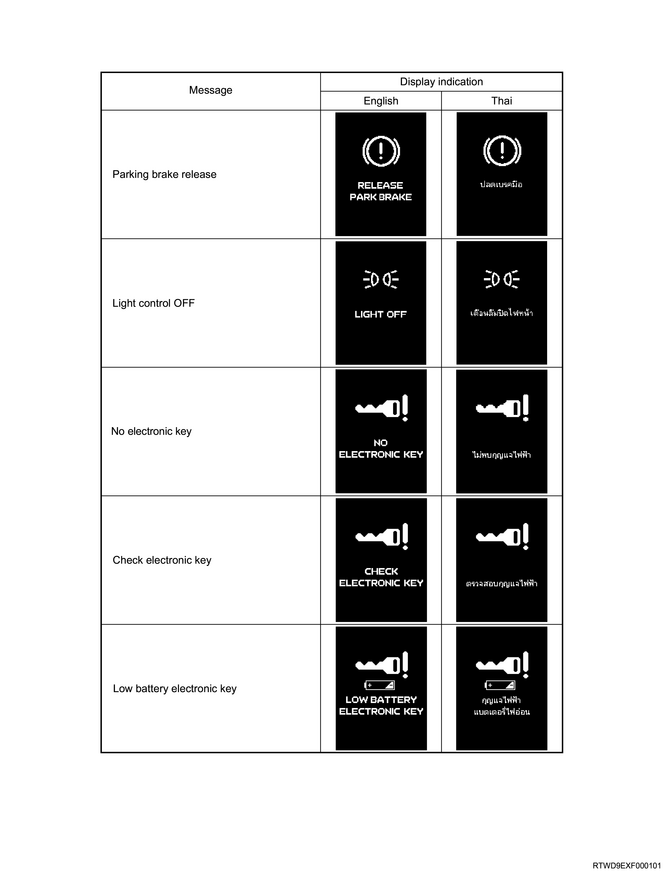 Message
Display indication
English
Thai
Parking brake release
RELEASE
PARK BRAKE
ปลดเบรคมือ
Light control OFF
LIGHT OFF
เตือนลืมปิดไฟหน้า
No electronic key
NO
ELECTRONIC KEY
ไม่พบกุญแจไฟฟ้า
Check electronic key
CHECK
ELECTRONIC KEY
ตรวจสอบกุญแจไฟฟ้า
Low battery electronic key
LOW BATTERY
ELECTRONIC KEY
กุญแจไฟฟ้า
แบตเตอรี่ไฟอ่อน
RTWD9EXF000101